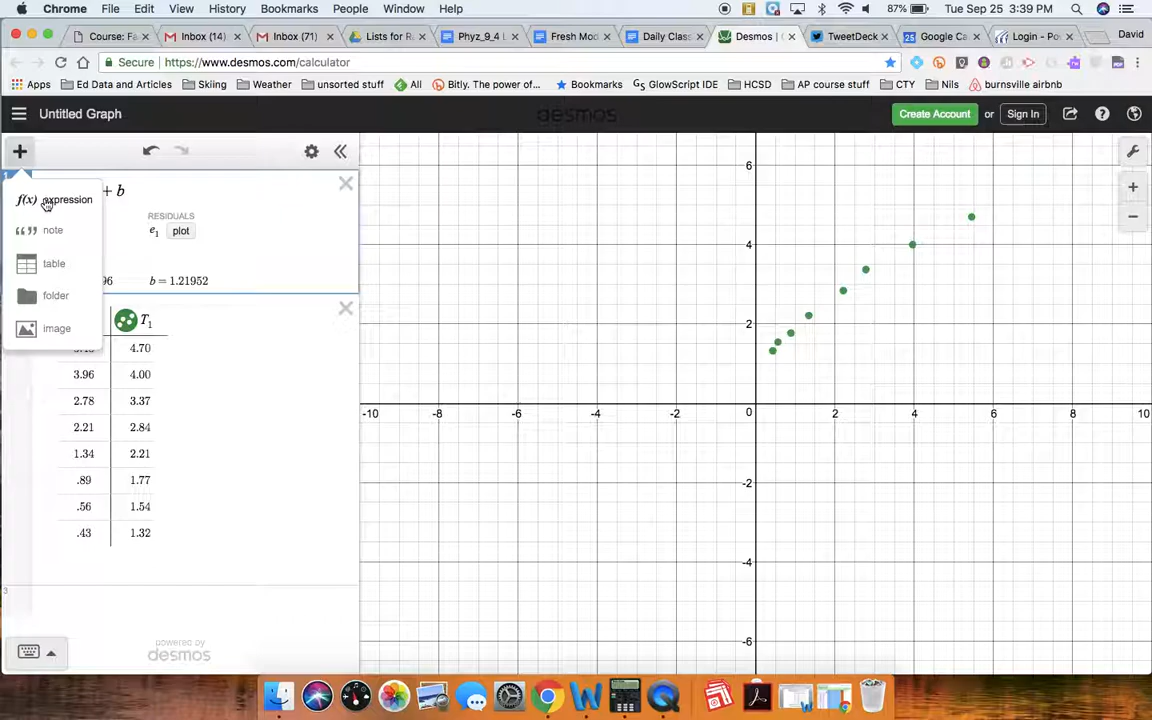 Chrome File Edit View History Bookmarks People Window Help 87% Tue Sep 25 3:39 PM
Course: Fa Inbox (14) Inbox (71) Lists for R Phyz_9_4 L Fresh Mod Daily Class Desmos | TweetDeck Google Ca Login - Po David
Secure https://www.desmos.com/calculator
Apps Ed Data and Articles Skiing Weather unsorted stuff All Bitly. The power of... Bookmarks GlowScript IDE HCSD AP course stuff CTY Nils burnsville airbnb
Untitled Graph desmos Create Account or Sign In
1
+ b
f(x) expression
RESIDUALS
note
e₁ plot
table
96 b = 1.21952
folder
T₁
image
4.70
3.96 4.00
2.78 3.37
2.21 2.84
1.34 2.21
.89 1.77
.56 1.54
.43 1.32
3
powered by
desmos
6
4
2
-10 -8 -6 -4 -2 0 2 4 6 8 10
-2
-4
-6